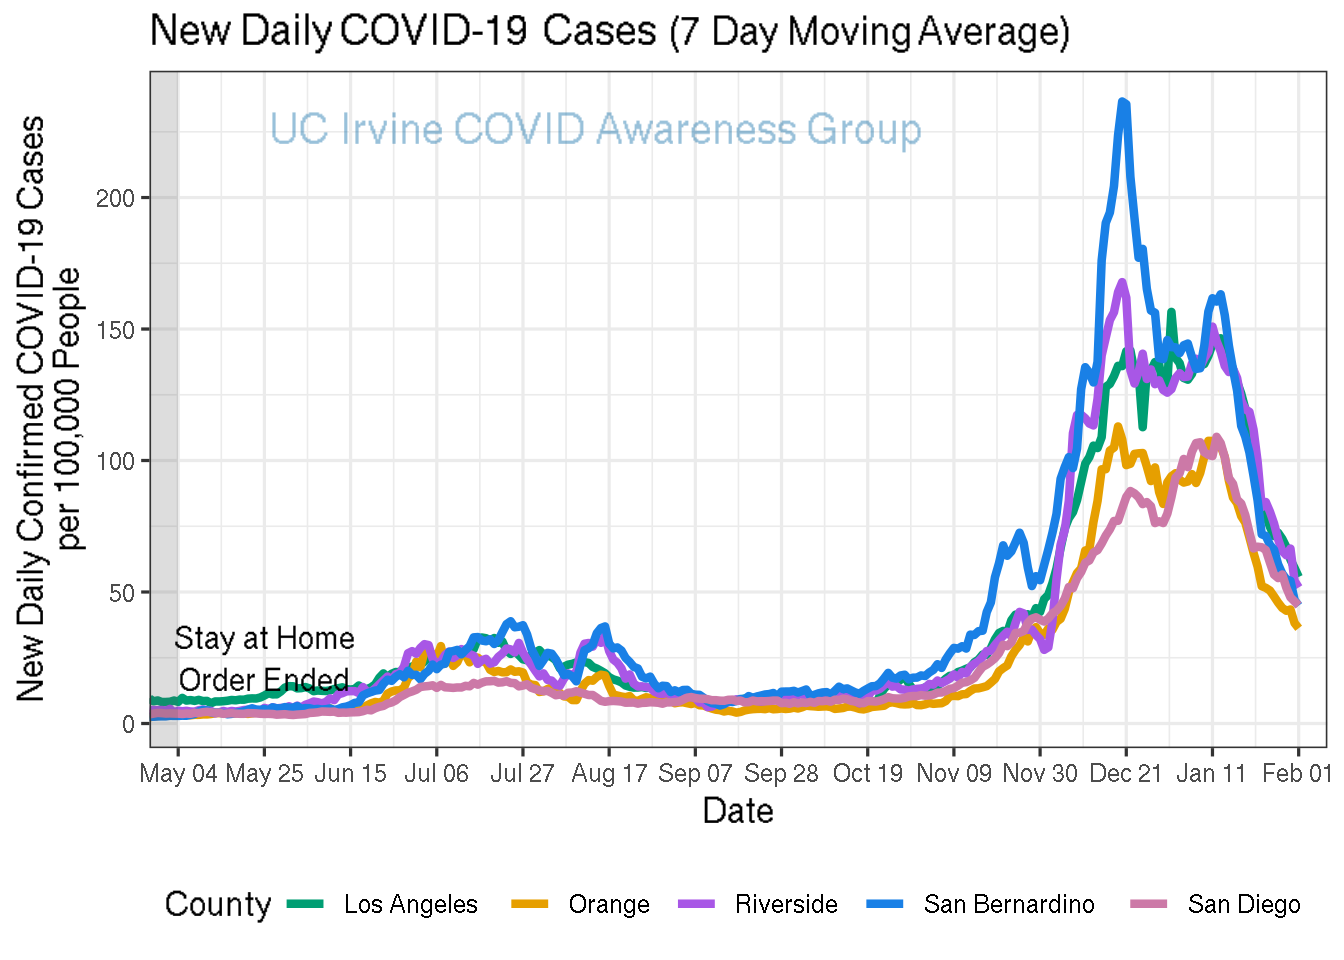 New Daily COVID-19 Cases (7 Day Moving Average)
UC Irvine COVID Awareness Group
New Daily Confirmed COVID-19 Cases
per 100,000 People
200
150
100
50
0
Stay at Home
Order Ended
May 04 May 25 Jun 15 Jul 06 Jul 27 Aug 17 Sep 07 Sep 28 Oct 19 Nov 09 Nov 30 Dec 21 Jan 11 Feb 01
Date
County Los Angeles Orange Riverside San Bernardino San Diego